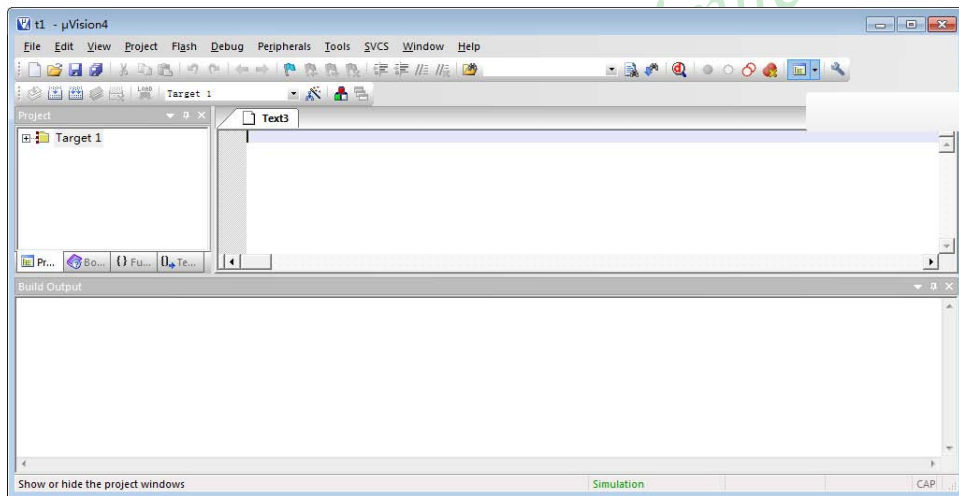 t1 - µVision4
File Edit View Project Flash Debug Peripherals Tools SVCS Window Help
LOAD Target 1
Project
Text3
Target 1
Pr... Bo... {} Fu... 0 Te...
Build Output
Show or hide the project windows Simulation CAP